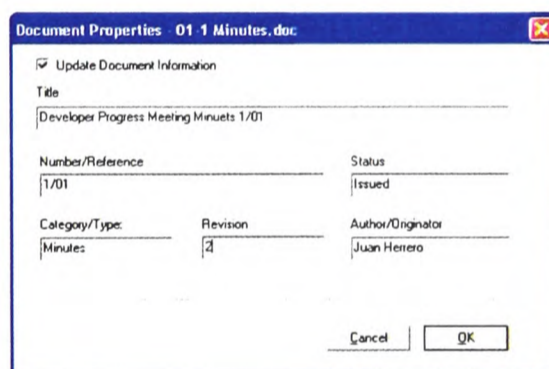 Document Properties - 01-1 Minutes.doc
Update Document Information
Title
Developer Progress Meeting Minuets 1/01
Number/Reference Status
1/01 Issued
Category/Type: Revision Author/Originator
Minutes 2 Juan Herrero
Cancel OK